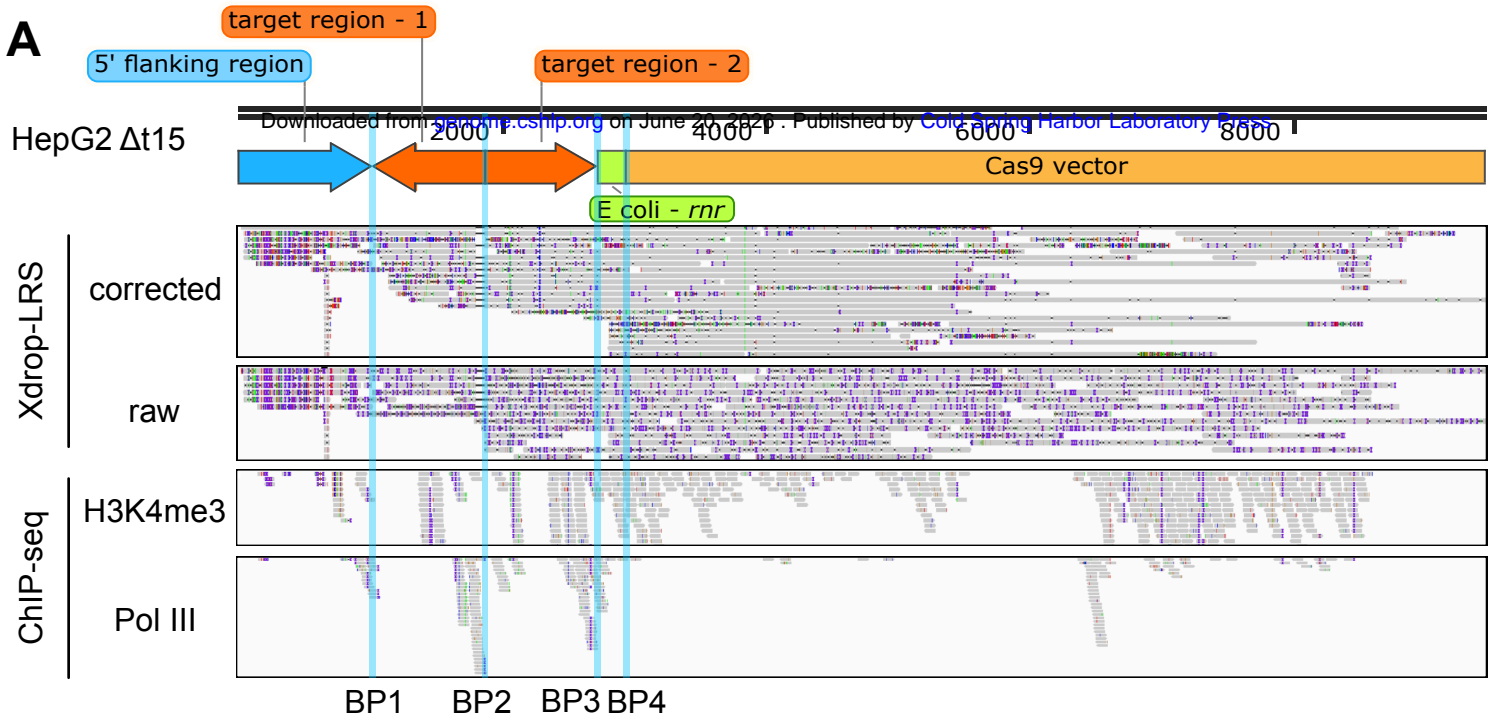 A
target region - 1
5' flanking region
target region - 2
Downloaded from genome.cshlp.org on June 20, 2026 . Published by Cold Spring Harbor Laboratory Press
2000
4000
6000
8000
HepG2 Δt15
Cas9 vector
E coli - rnr
Xdrop-LRS
corrected
raw
ChIP-seq
H3K4me3
Pol III
BP1
BP2
BP3
BP4